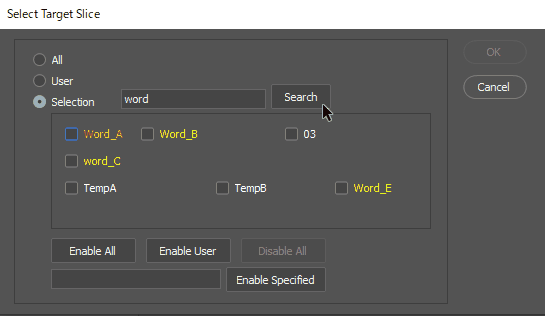 Select Target Slice
All
OK
User
Cancel
Selection word Search
Word_A Word_B 03
word_C
TempA TempB Word_E
Enable All Enable User Disable All
Enable Specified